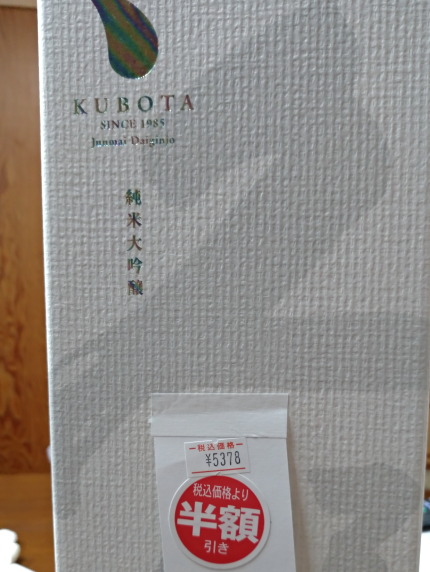 KUBOTA
SINCE 1985
Junmai Daiginjo
純米大吟醸
税込価格
¥5378
税込価格より
半額
引き